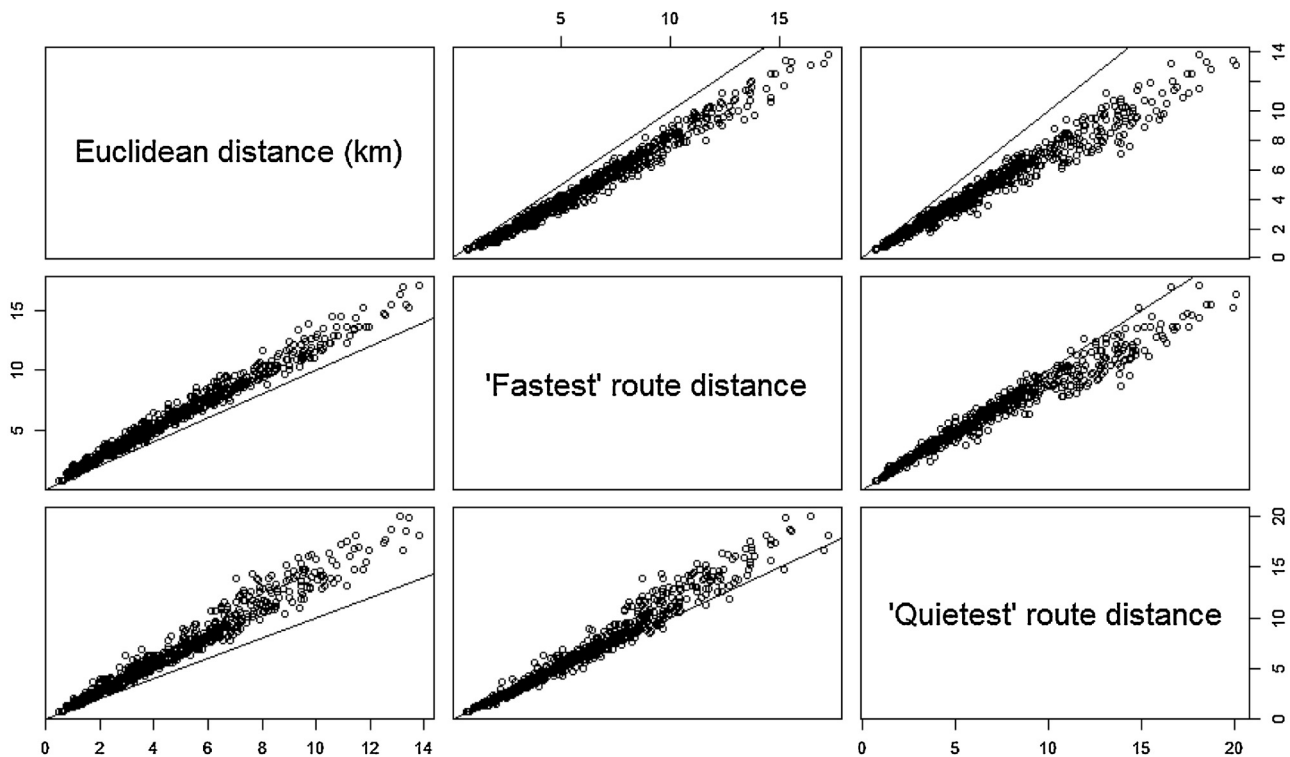 5 10 15
Euclidean distance (km)
0 2 4 6 8 10 14
5 10 15
'Fastest' route distance
'Quietest' route distance
0 5 10 15 20
0 2 4 6 8 10 12 14
0 5 10 15 20